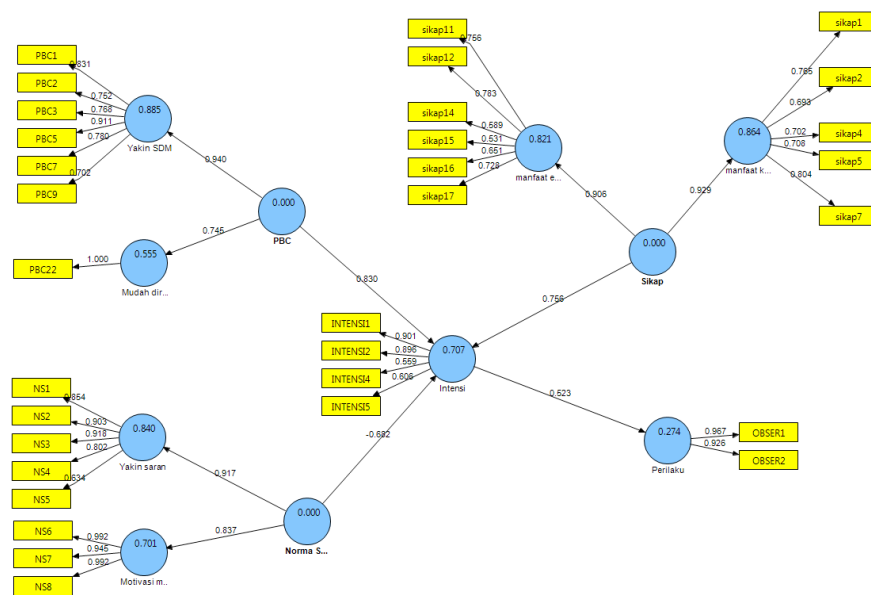 sikap1
sikap11
0.756
sikap12
PBC1
0.831
0.765
sikap2
PBC2
0.752
0.783
0.693
PBC3
0.768
0.885
sikap14
0.589
0.864
0.702
sikap4
PBC5
0.911
Yakin SDM
sikap15
0.531
0.821
0.708
sikap5
PBC7
0.780
sikap16
0.651
manfaat e...
manfaat k...
PBC9
0.702
0.940
sikap17
0.728
0.906
0.929
0.804
sikap7
0.000
PBC
0.745
0.000
Sikap
PBC22
1.000
0.555
Mudah dir...
0.830
0.756
INTENSI1
0.901
INTENSI2
0.896
0.707
INTENSI4
0.569
Intensi
INTENSI5
0.606
NS1
0.854
0.523
NS2
0.903
NS3
0.918
0.840
-0.682
0.274
0.967
OBSER1
NS4
0.802
Yakin saran
Perilaku
0.926
OBSER2
NS5
0.634
0.917
0.000
Norma S...
NS6
0.992
0.837
NS7
0.945
0.701
NS8
0.992
Motivasi m..